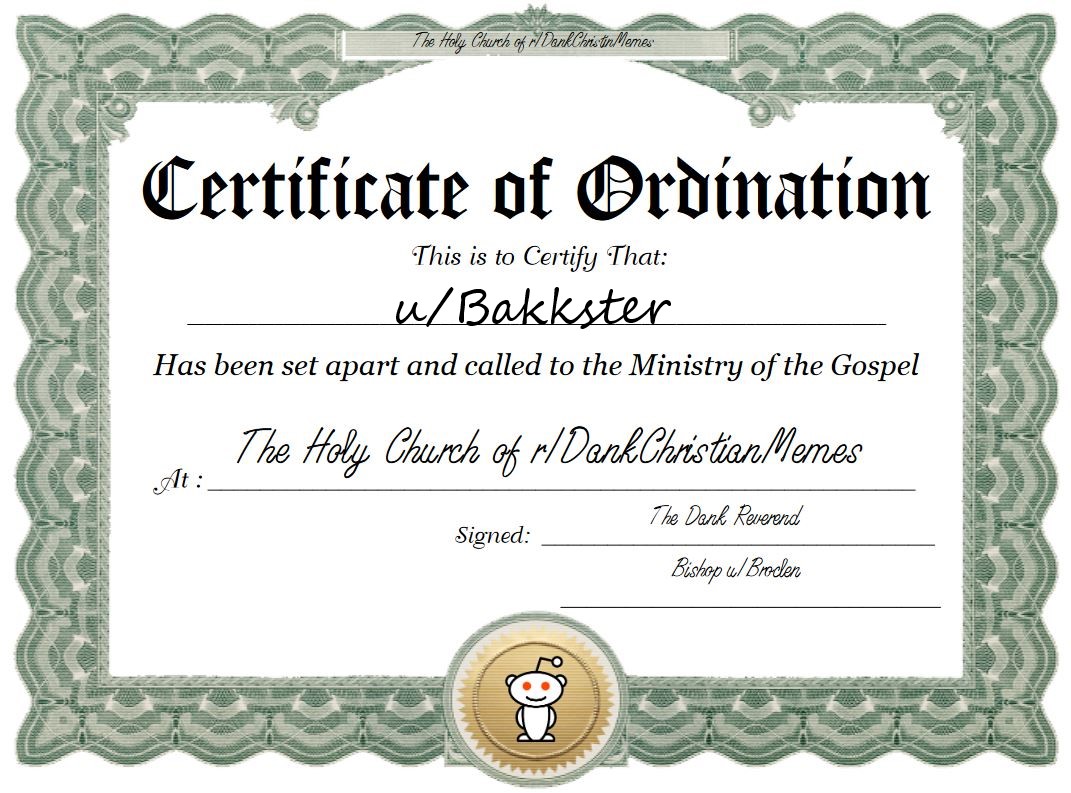 The Holy Church of r/DankChristinMemes
Certificate of Ordination
This is to Certify That:
u/Bakkster
Has been set apart and called to the Ministry of the Gospel
The Holy Church of r/DankChristianMemes
At :
The Dank Reverend
Signed:
Bishop u/Broclen